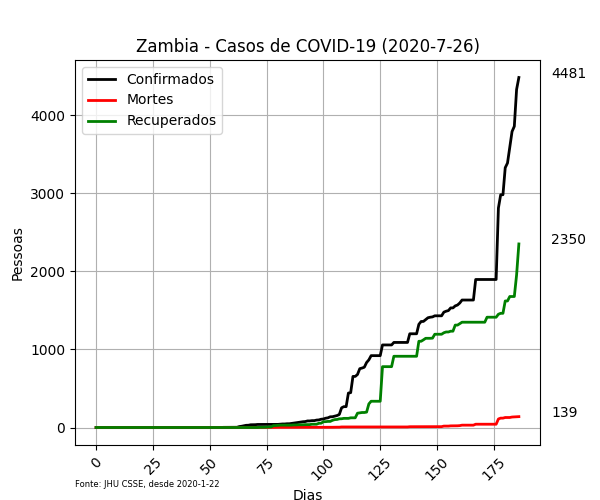 Zambia - Casos de COVID-19 (2020-7-26)
Confirmados
Mortes
Recuperados
4481
2350
139
Pessoas
4000
3000
2000
1000
0
0
25
50
75
100
125
150
175
Fonte: JHU CSSE, desde 2020-1-22
Dias